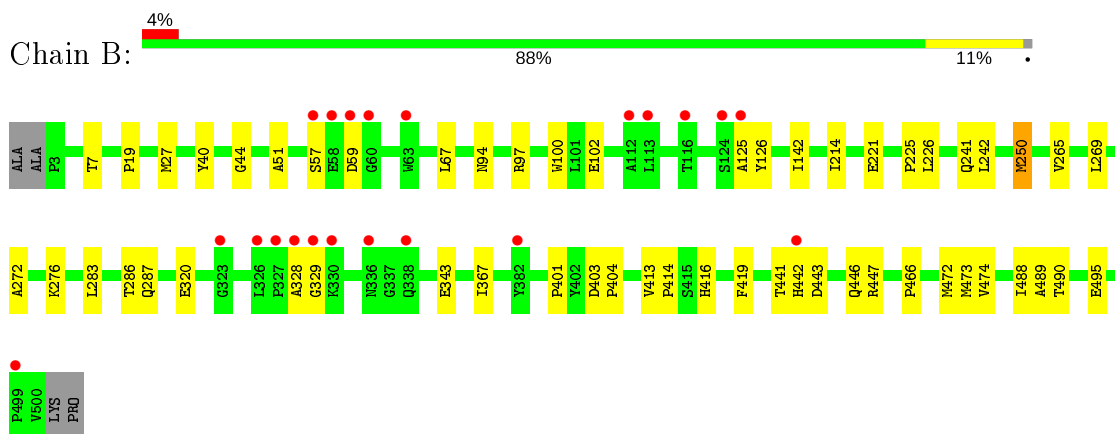 4%
Chain B:
88% 11% •
ALA ALA P3 T7 P19 M27 Y40 G44 A51 S57 E58 D59 G60 W63 L67 N94 R97 W100 L101 E102 A112 L113 T116 S124 A125 Y126 I142 I214 E221 P225 L226 Q241 L242 M250 V265 L269
A272 K276 L283 T286 Q287 E320 G323 L326 P327 A328 G329 K330 N336 G337 Q338 E343 I367 Y382 P401 Y402 D403 P404 V413 P414 S415 H416 F419 T441 H442 D443 Q446 R447 P466 M472 M473 V474 I488 A489 T490 E495
P499 V500 LYS PRO